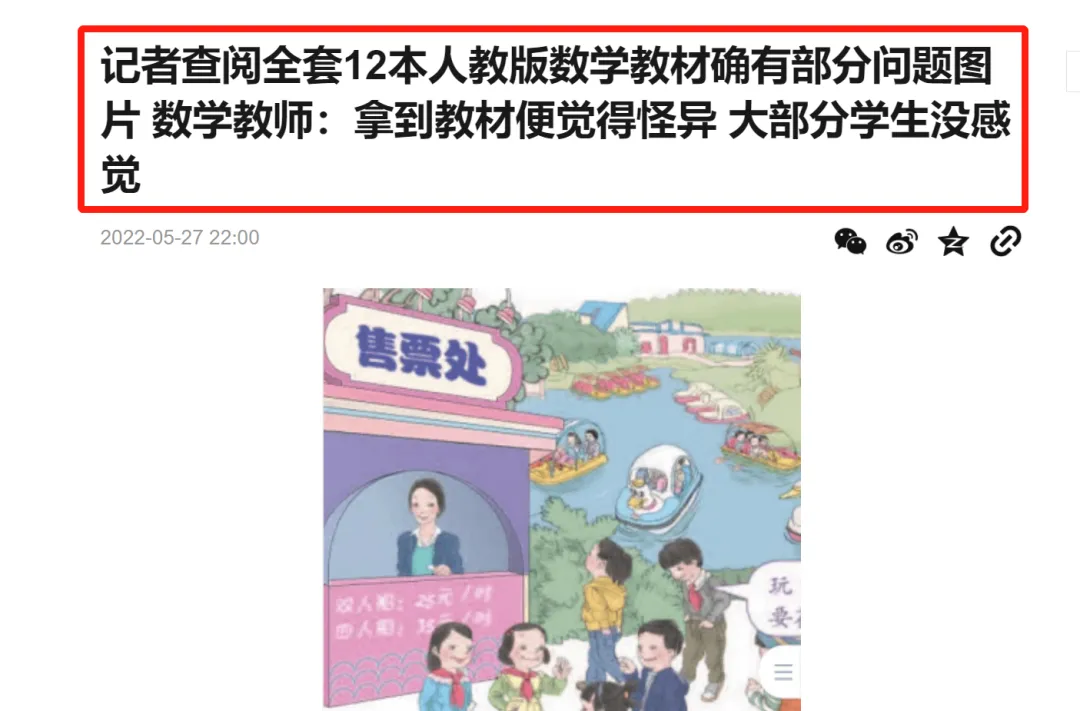 记者查阅全套12本人教版数学教材确有部分问题图
片 数学教师：拿到教材便觉得怪异 大部分学生没感
觉
2022-05-27 22:00
售票处
双人船：25元/时
四人船：35元/时
玩
要